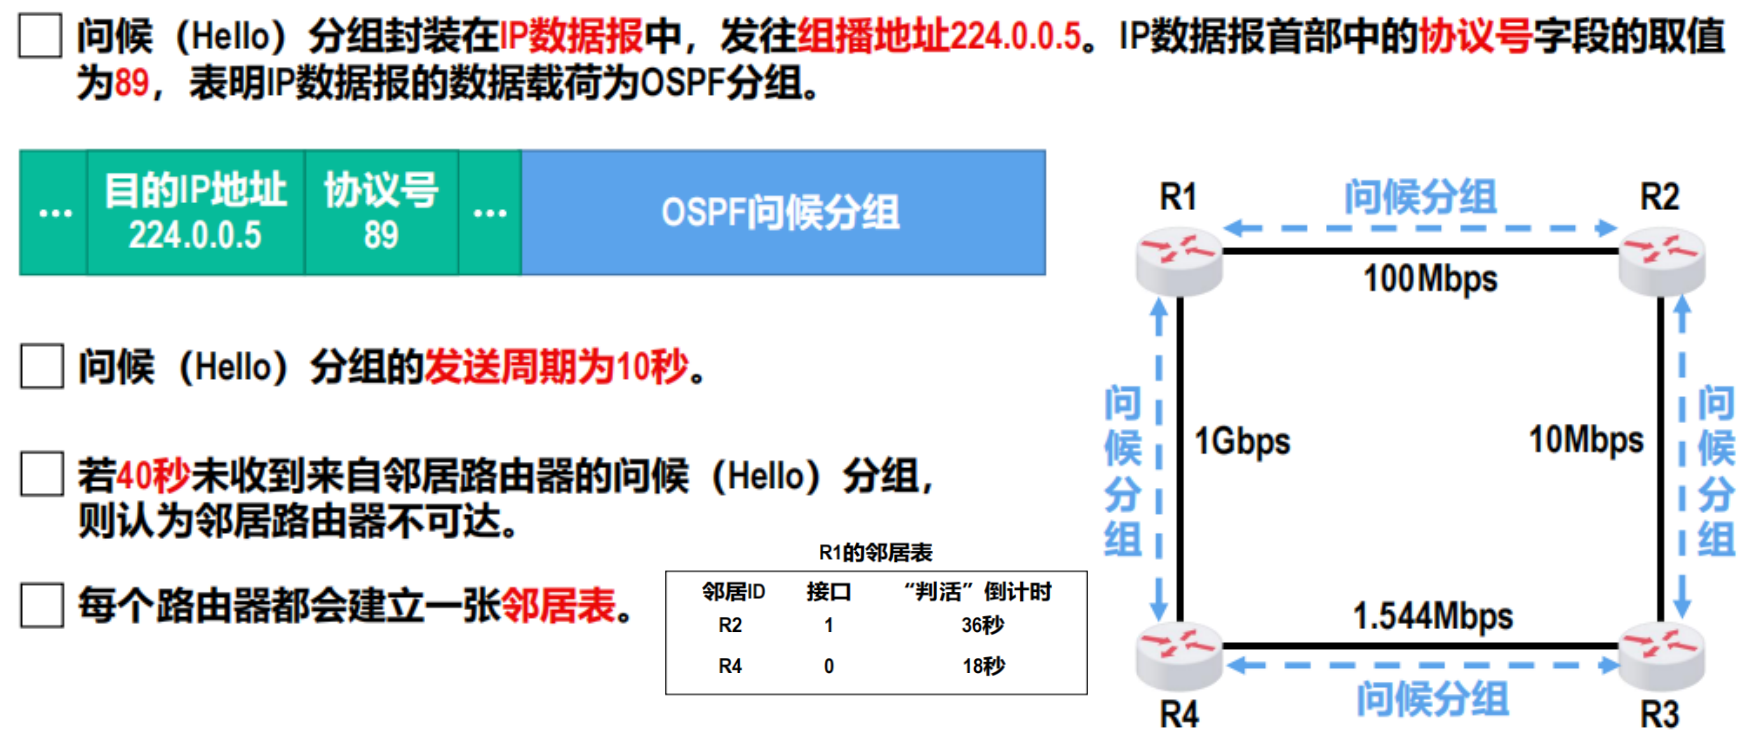 问候（Hello）分组封装在IP数据报中，发往组播地址224.0.0.5。IP数据报首部中的协议号字段的取值
为89，表明IP数据报的数据载荷为OSPF分组。
… 目的IP地址 协议号 … OSPF问候分组
224.0.0.5 89
问候（Hello）分组的发送周期为10秒。
若40秒未收到来自邻居路由器的问候（Hello）分组，
则认为邻居路由器不可达。
每个路由器都会建立一张邻居表。
R1的邻居表
邻居ID 接口 “判活”倒计时
R2 1 36秒
R4 0 18秒
R1 问候分组 R2
100Mbps
问候分组
1Gbps
10Mbps
问候分组
1.544Mbps
R4 问候分组 R3